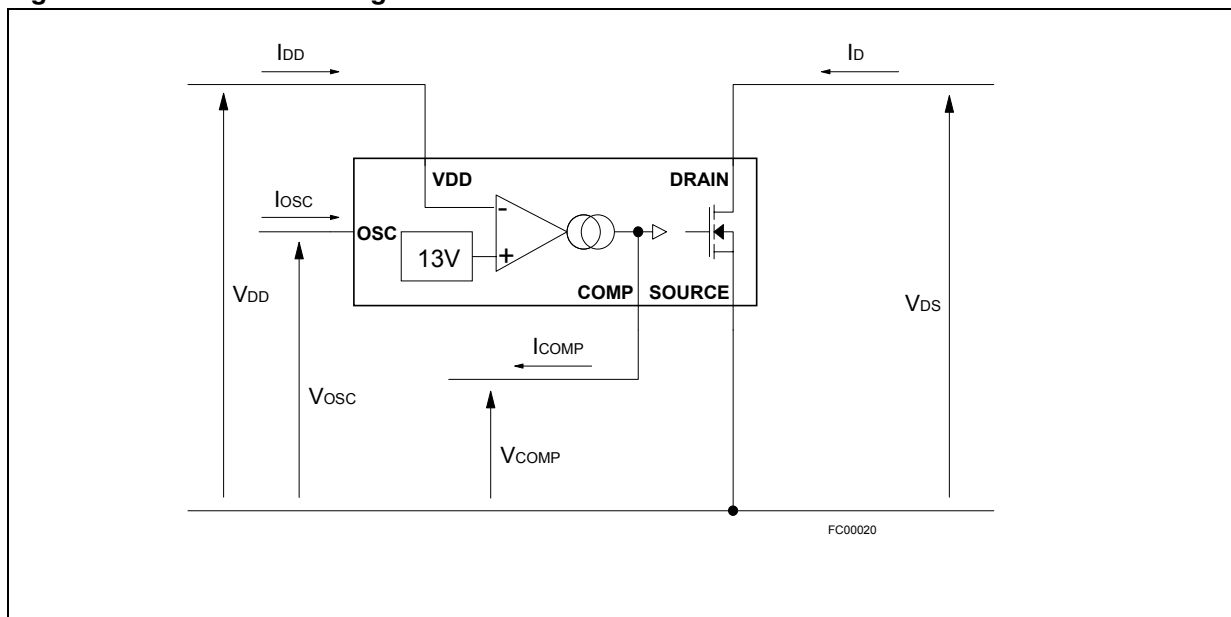 IDD
ID
VDD
DRAIN
IOSC
OSC
-
13V
+
COMP
SOURCE
VDD
VDS
ICOMP
VOSC
VCOMP
FC00020